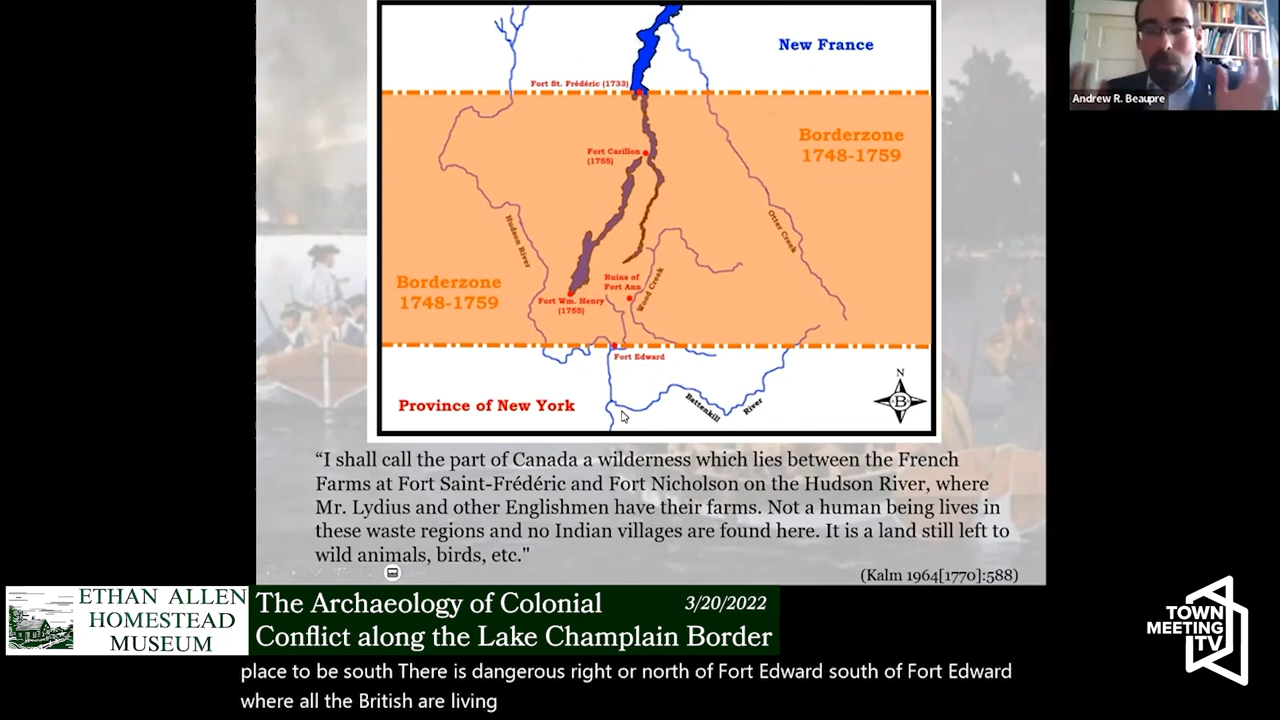 New France
Fort St. Frédéric (1733)
Borderzone
1748-1759
Fort Carillon
(1755)
Hudson River
Otter Creek
Borderzone
1748-1759
Ruins of
Fort Ann
Wood Creek
Fort Wm. Henry
(1755)
Fort Edward
Province of New York
Battenkill River
N
B
“I shall call the part of Canada a wilderness which lies between the French
Farms at Fort Saint-Frédéric and Fort Nicholson on the Hudson River, where
Mr. Lydius and other Englishmen have their farms. Not a human being lives in
these waste regions and no Indian villages are found here. It is a land still left to
wild animals, birds, etc."
(Kalm 1964[1770]:588)
Andrew R. Beaupre
ETHAN ALLEN
HOMESTEAD
MUSEUM
The Archaeology of Colonial 3/20/2022
Conflict along the Lake Champlain Border
TOWN
MEETING
TV
place to be south There is dangerous right or north of Fort Edward south of Fort Edward
where all the British are living